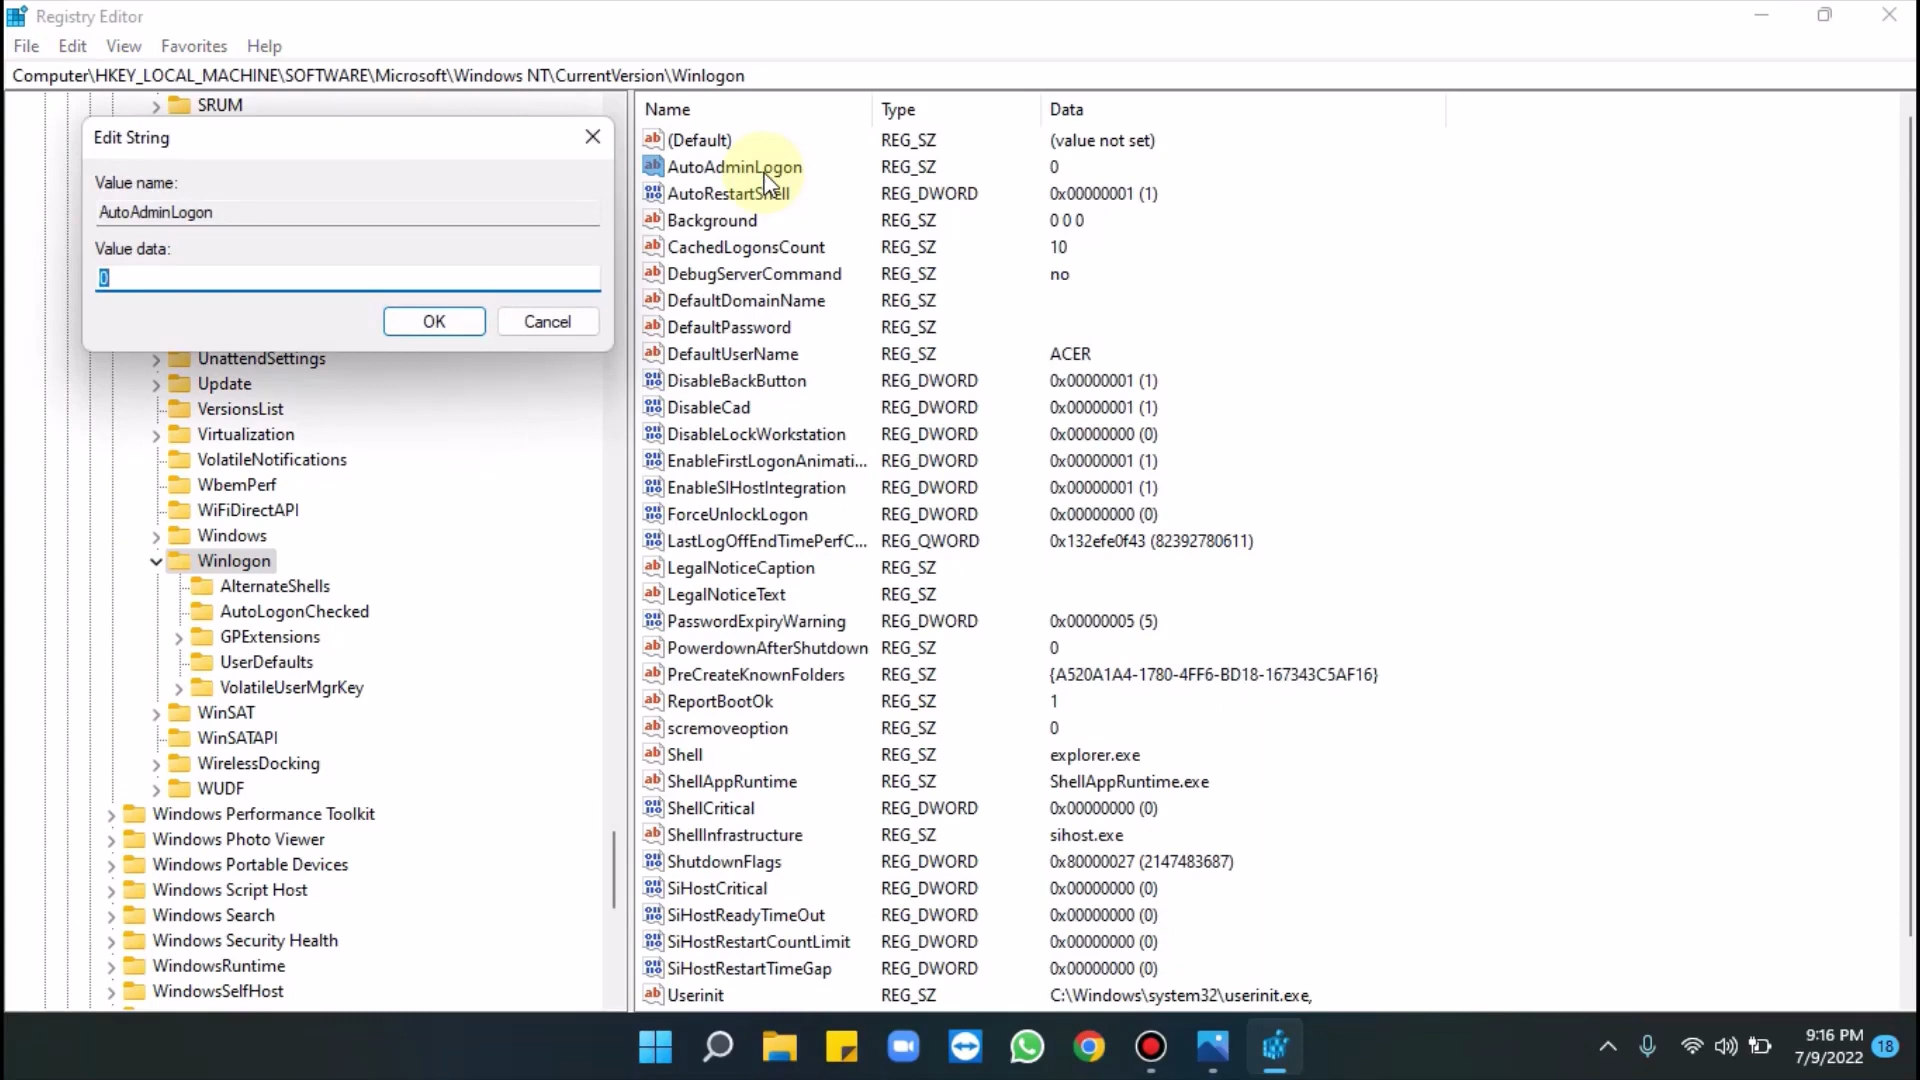 Registry Editor
File Edit View Favorites Help
Computer\HKEY_LOCAL_MACHINE\SOFTWARE\Microsoft\Windows NT\CurrentVersion\Winlogon
SRUM
Edit String
Value name:
AutoAdminLogon
Value data:
0
OK Cancel
UnattendSettings
Update
VersionsList
Virtualization
VolatileNotifications
WbemPerf
WiFiDirectAPI
Windows
Winlogon
AlternateShells
AutoLogonChecked
GPExtensions
UserDefaults
VolatileUserMgrKey
WinSAT
WinSATAPI
WirelessDocking
WUDF
Windows Performance Toolkit
Windows Photo Viewer
Windows Portable Devices
Windows Script Host
Windows Search
Windows Security Health
WindowsRuntime
WindowsSelfHost
Name Type Data
(Default) REG_SZ (value not set)
AutoAdminLogon REG_SZ 0
AutoRestartShell REG_DWORD 0x00000001 (1)
Background REG_SZ 0 0 0
CachedLogonsCount REG_SZ 10
DebugServerCommand REG_SZ no
DefaultDomainName REG_SZ
DefaultPassword REG_SZ
DefaultUserName REG_SZ ACER
DisableBackButton REG_DWORD 0x00000001 (1)
DisableCad REG_DWORD 0x00000001 (1)
DisableLockWorkstation REG_DWORD 0x00000000 (0)
EnableFirstLogonAnimati... REG_DWORD 0x00000001 (1)
EnableSIHostIntegration REG_DWORD 0x00000001 (1)
ForceUnlockLogon REG_DWORD 0x00000000 (0)
LastLogOffEndTimePerfC... REG_QWORD 0x132efe0f43 (82392780611)
LegalNoticeCaption REG_SZ
LegalNoticeText REG_SZ
PasswordExpiryWarning REG_DWORD 0x00000005 (5)
PowerdownAfterShutdown REG_SZ 0
PreCreateKnownFolders REG_SZ {A520A1A4-1780-4FF6-BD18-167343C5AF16}
ReportBootOk REG_SZ 1
scremoveoption REG_SZ 0
Shell REG_SZ explorer.exe
ShellAppRuntime REG_SZ ShellAppRuntime.exe
ShellCritical REG_DWORD 0x00000000 (0)
ShellInfrastructure REG_SZ sihost.exe
ShutdownFlags REG_DWORD 0x80000027 (2147483687)
SiHostCritical REG_DWORD 0x00000000 (0)
SiHostReadyTimeOut REG_DWORD 0x00000000 (0)
SiHostRestartCountLimit REG_DWORD 0x00000000 (0)
SiHostRestartTimeGap REG_DWORD 0x00000000 (0)
Userinit REG_SZ C:\Windows\system32\userinit.exe,
9:16 PM
7/9/2022
18